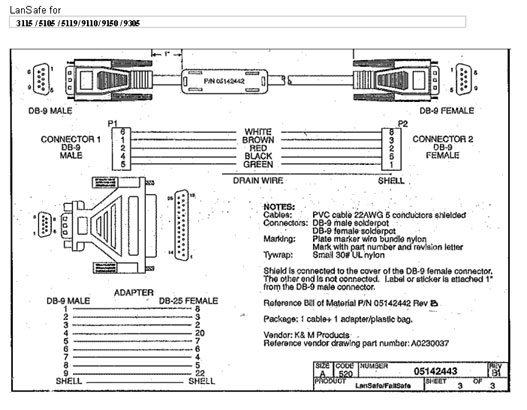 LanSafe for
3115 / 5105 / 5119/9110/9150 /9305
1"
P/N 05142442
DB-9 MALE
DB-9 FEMALE
P1
P2
CONNECTOR 1
DB-9
MALE
6 WHITE 8
1 BROWN 3
2 RED 2
4 BLACK 6
5 GREEN 1
CONNECTOR 2
DB-9
FEMALE
DRAIN WIRE
SHELL
NOTES:
Cables: PVC cable 22AWG 5 conductors shielded
Connectors: DB-9 male solderpot
DB-9 female solderpot
Marking: Plate marker wire bundle nylon
Mark with part number and revision letter
Tywrap: Small 30# UL nylon
Shield is connected to the cover of the DB-9 female connector.
The other end is not connected. Label or sticker is attached 1"
from the DB-9 male connector.
Reference Bill of Material P/N 05142442 Rev B
Package: 1 cable+ 1 adapter/plastic bag.
Vendor: K& M Products
Reference vendor drawing part number: A0230037
ADAPTER
DB-9 MALE DB-25 FEMALE
1 8
2 3
3 2
4 20
5 7
6 6
7 4
8 5
9 22
SHELL SHELL
SIZE A
CODE 520
NUMBER 05142443
REV B1
PRODUCT LanSafe/FailSafe
SHEET 3 OF 3